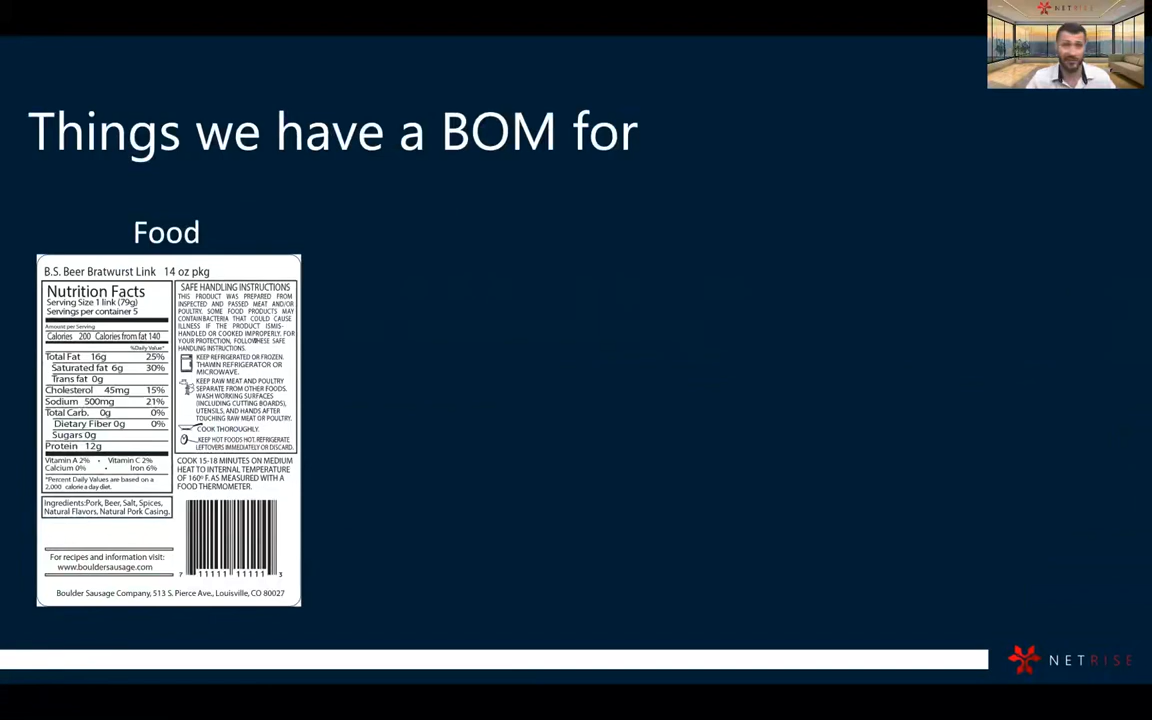 NETRISE
Things we have a BOM for
Food
B.S. Beer Bratwurst Link 14 oz pkg
Nutrition Facts
Serving Size 1 link (79g)
Servings per container 5
Amount per Serving
Calories 200 Calories from fat 140
%Daily Value*
Total Fat 16g 25%
Saturated fat 6g 30%
Trans fat 0g
Cholesterol 45mg 15%
Sodium 500mg 21%
Total Carb. 0g 0%
Dietary Fiber 0g 0%
Sugars 0g
Protein 12g
Vitamin A 2% • Vitamin C 2%
Calcium 0% • Iron 6%
*Percent Daily Values are based on a
2,000 calorie a day diet.
Ingredients:Pork, Beer, Salt, Spices,
Natural Flavors, Natural Pork Casing.
For recipes and information visit:
www.bouldersausage.com
SAFE HANDLING INSTRUCTIONS
THIS PRODUCT WAS PREPARED FROM
INSPECTED AND PASSED MEAT AND/OR
POULTRY. SOME FOOD PRODUCTS MAY
CONTAIN BACTERIA THAT COULD CAUSE
ILLNESS IF THE PRODUCT ISMIS-
HANDLED OR COOKED IMPROPERLY. FOR
YOUR PROTECTION, FOLLOW THESE SAFE
HANDLING INSTRUCTIONS.
KEEP REFRIGERATED OR FROZEN.
THAW IN REFRIGERATOR OR
MICROWAVE.
KEEP RAW MEAT AND POULTRY
SEPARATE FROM OTHER FOODS.
WASH WORKING SURFACES
(INCLUDING CUTTING BOARDS),
UTENSILS, AND HANDS AFTER
TOUCHING RAW MEAT OR POULTRY.
COOK THOROUGHLY.
KEEP HOT FOODS HOT. REFRIGERATE
LEFTOVERS IMMEDIATELY OR DISCARD.
COOK 15-18 MINUTES ON MEDIUM
HEAT TO INTERNAL TEMPERATURE
OF 160º F. AS MEASURED WITH A
FOOD THERMOMETER.
7 11111 11111 3
Boulder Sausage Company, 513 S. Pierce Ave., Louisville, CO 80027
NETRISE